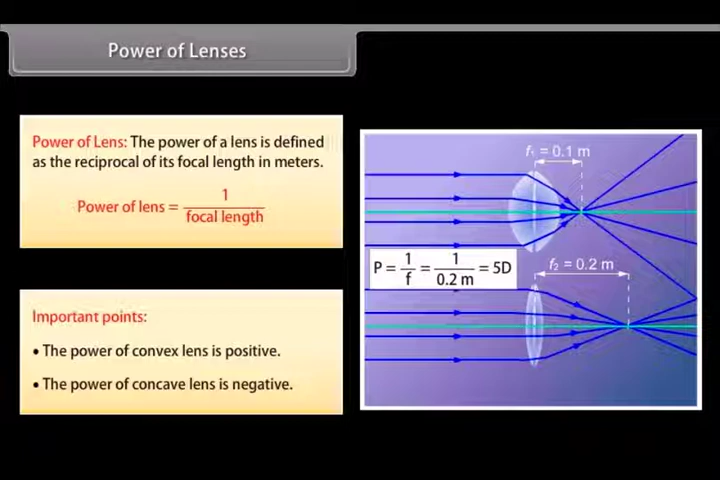 Power of Lenses
Power of Lens: The power of a lens is defined
as the reciprocal of its focal length in meters.
Power of lens = 1 / focal length
Important points:
• The power of convex lens is positive.
• The power of concave lens is negative.
f₁ = 0.1 m
P = 1 / f = 1 / 0.2 m = 5D
f₂ = 0.2 m